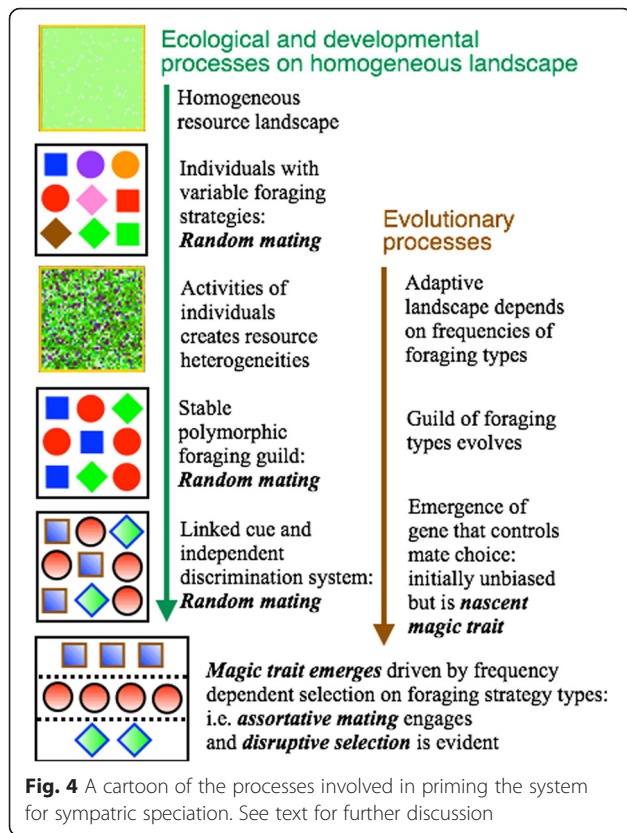 Ecological and developmental
processes on homogeneous landscape
Homogeneous
resource landscape
Individuals with
variable foraging
strategies:
Random mating
Activities of
individuals
creates resource
heterogeneities
Stable
polymorphic
foraging guild:
Random mating
Linked cue and
independent
discrimination system:
Random mating
Evolutionary
processes
Adaptive
landscape depends
on frequencies of
foraging types
Guild of foraging
types evolves
Emergence of
gene that controls
mate choice:
initially unbiased
but is nascent
magic trait
Magic trait emerges driven by frequency
dependent selection on foraging strategy types:
i.e. assortative mating engages
and disruptive selection is evident
Fig. 4 A cartoon of the processes involved in priming the system
for sympatric speciation. See text for further discussion